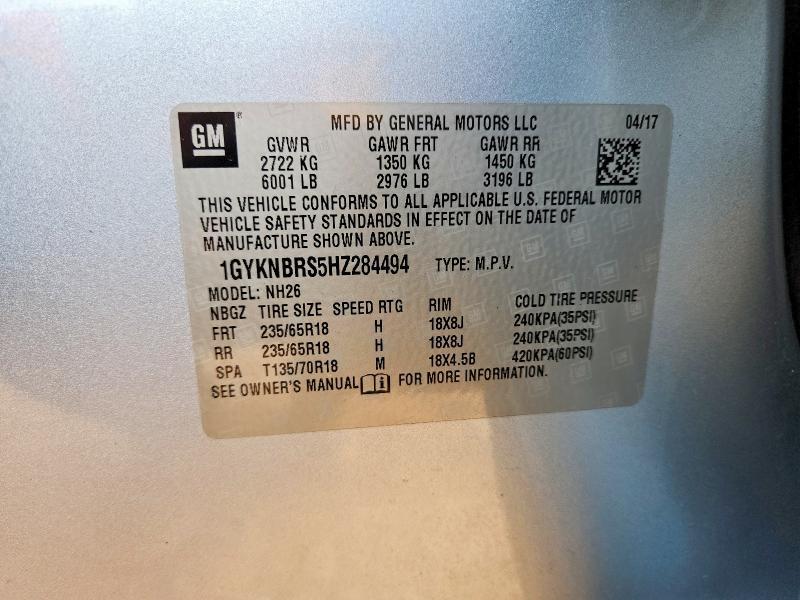 GM
MFD BY GENERAL MOTORS LLC 04/17
GVWR GAWR FRT GAWR RR
2722 KG 1350 KG 1450 KG
6001 LB 2976 LB 3196 LB
THIS VEHICLE CONFORMS TO ALL APPLICABLE U.S. FEDERAL MOTOR
VEHICLE SAFETY STANDARDS IN EFFECT ON THE DATE OF
MANUFACTURE SHOWN ABOVE.
1GYKNBRS5HZ284494 TYPE: M.P.V.
MODEL: NH26
NBGZ TIRE SIZE SPEED RTG RIM COLD TIRE PRESSURE
FRT 235/65R18 H 18X8J 240KPA(35PSI)
RR 235/65R18 H 18X8J 240KPA(35PSI)
SPA T135/70R18 M 18X4.5B 420KPA(60PSI)
SEE OWNER'S MANUAL FOR MORE INFORMATION.